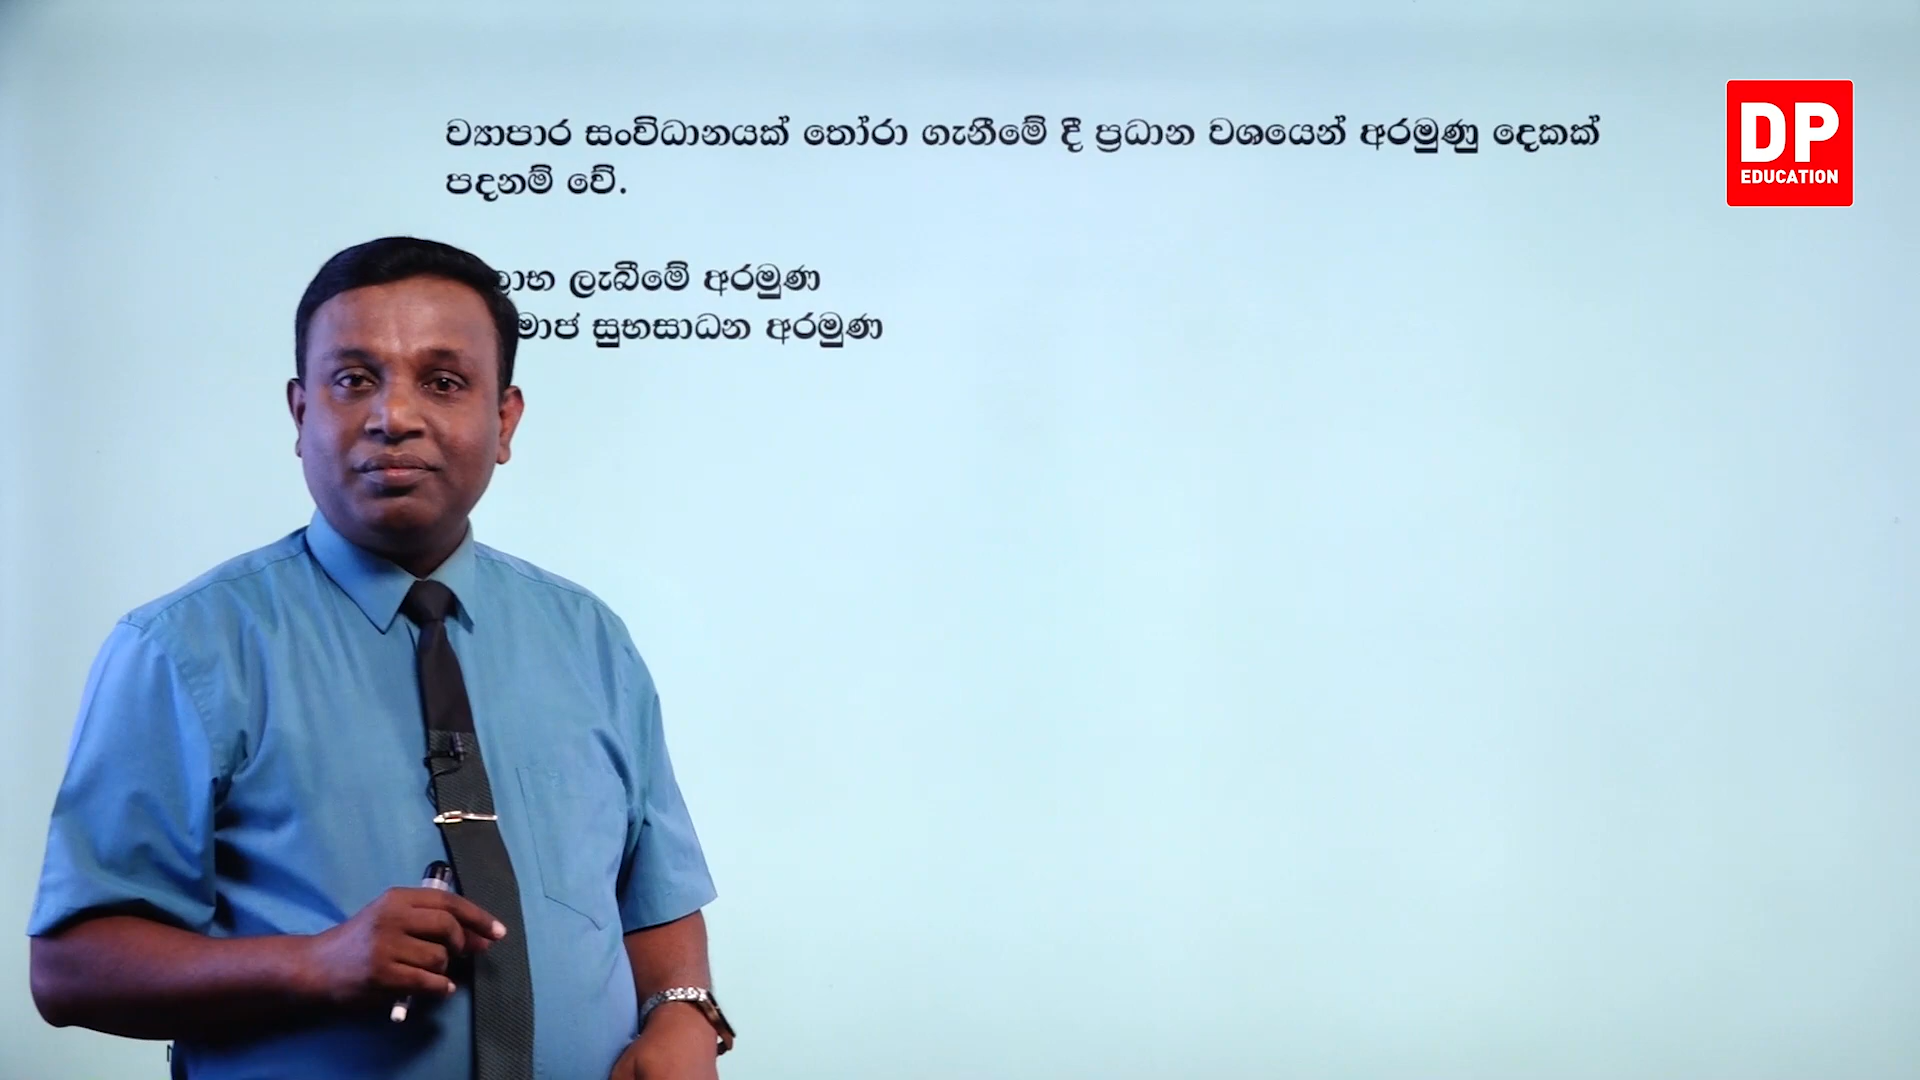 ව්‍යාපාර සංවිධානයක් තෝරා ගැනීමේ දී ප්‍රධාන වශයෙන් අරමුණු දෙකක්
පදනම් වේ.
ලැබීමේ අරමුණ
සුභසාධන අරමුණ
DP
EDUCATION